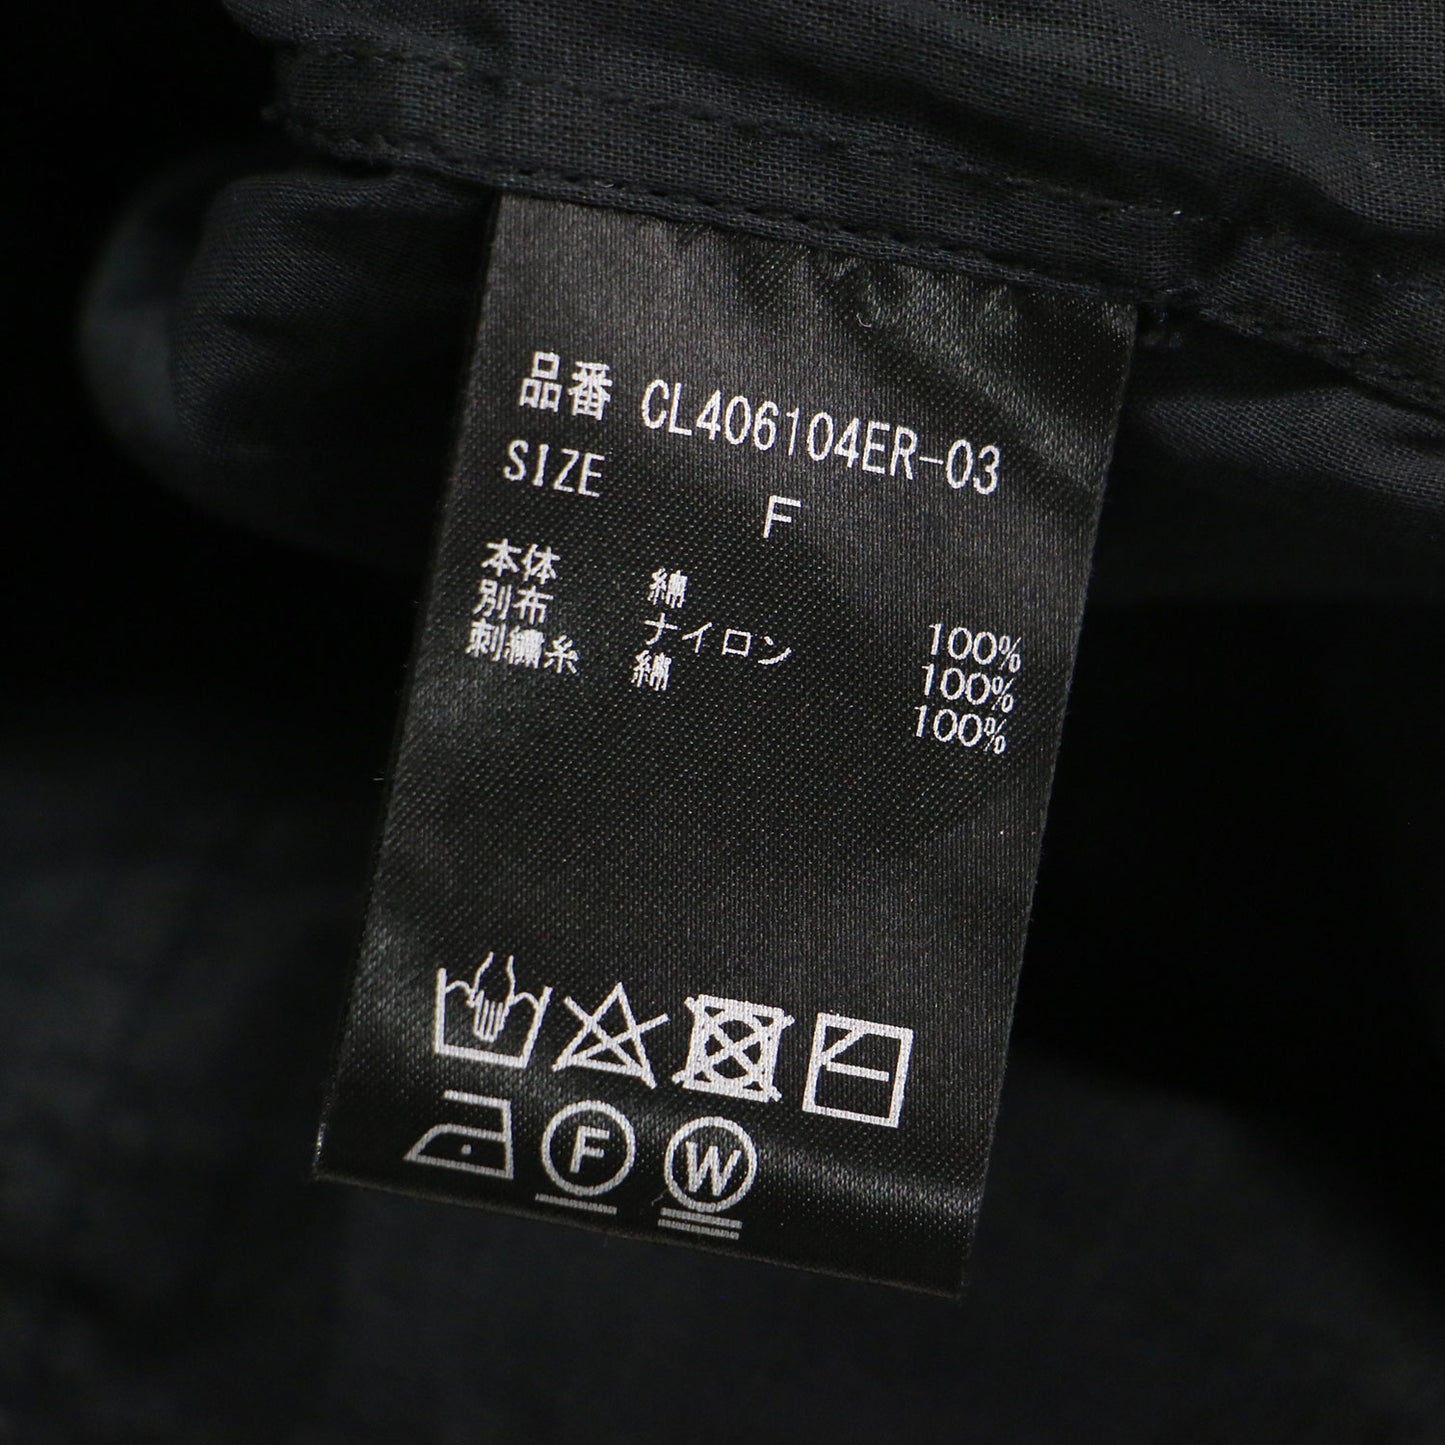 品番 CL406104ER-03
SIZE F
本体 綿 100%
別布 ナイロン 100%
刺繍糸 綿 100%
F W